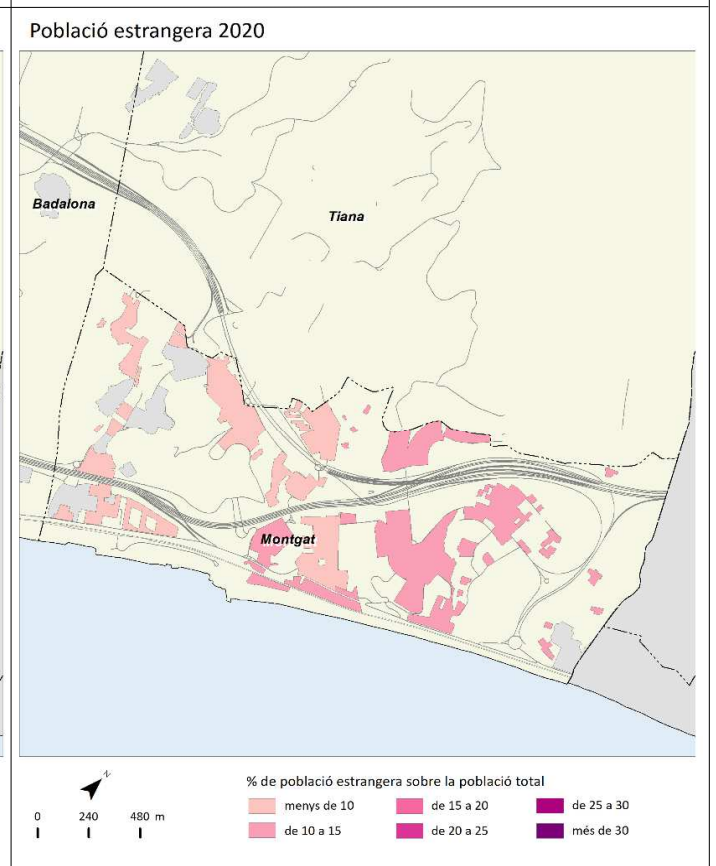 Població estrangera 2020
Badalona
Tiana
Montgat
N
0 240 480 m
% de població estrangera sobre la població total
menys de 10
de 15 a 20
de 25 a 30
de 10 a 15
de 20 a 25
més de 30